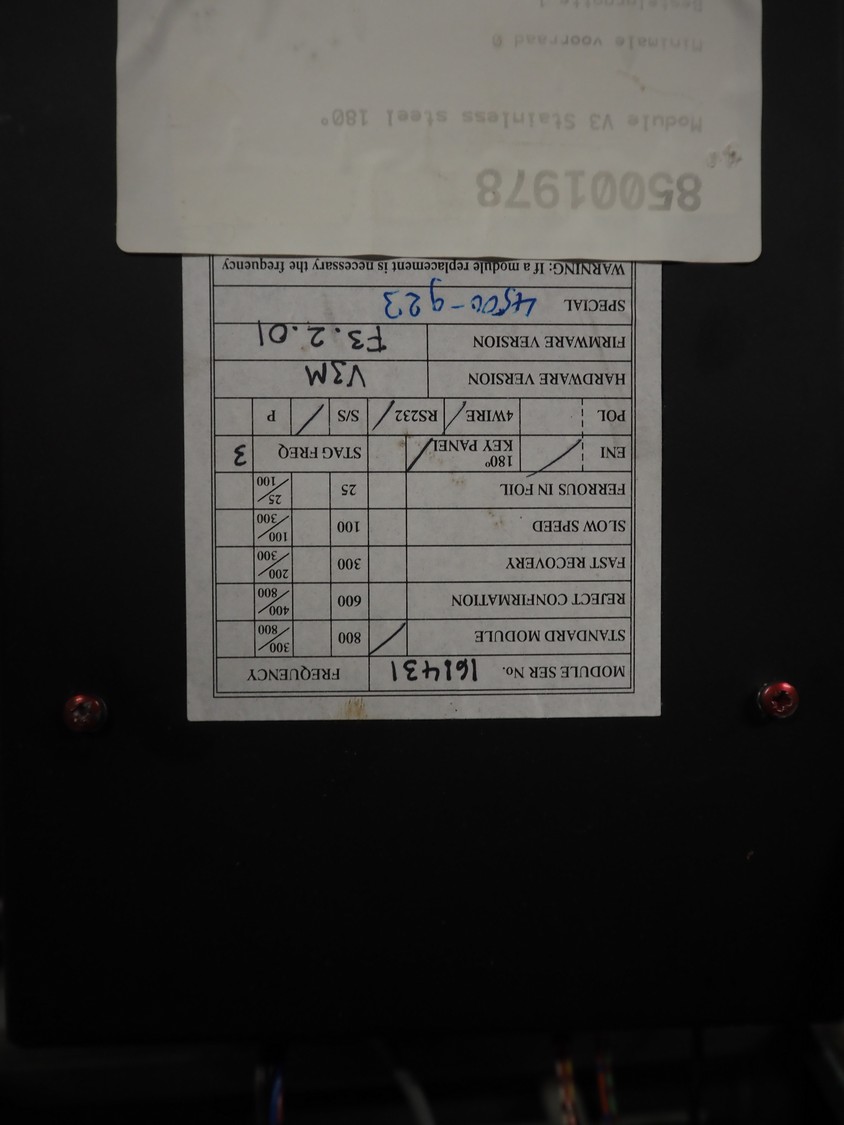 MODULE SER No. 161431 FREQUENCY
STANDARD MODULE / 800 300/800
REJECT CONFIRMATION 600 400/800
FAST RECOVERY 300 200/300
SLOW SPEED 100 100/300
FERROUS IN FOIL 25 25/100
ENI / 180º KEY PANEL / STAG FREQ 3
POL 4WIRE / RS232 / S/S / P
HARDWARE VERSION V3M
FIRMWARE VERSION F3.2.01
SPECIAL 4500-923
WARNING: If a module replacement is necessary the frequency
85001978
Module V3 Stainless steel 180°
Minimale voorraad 0